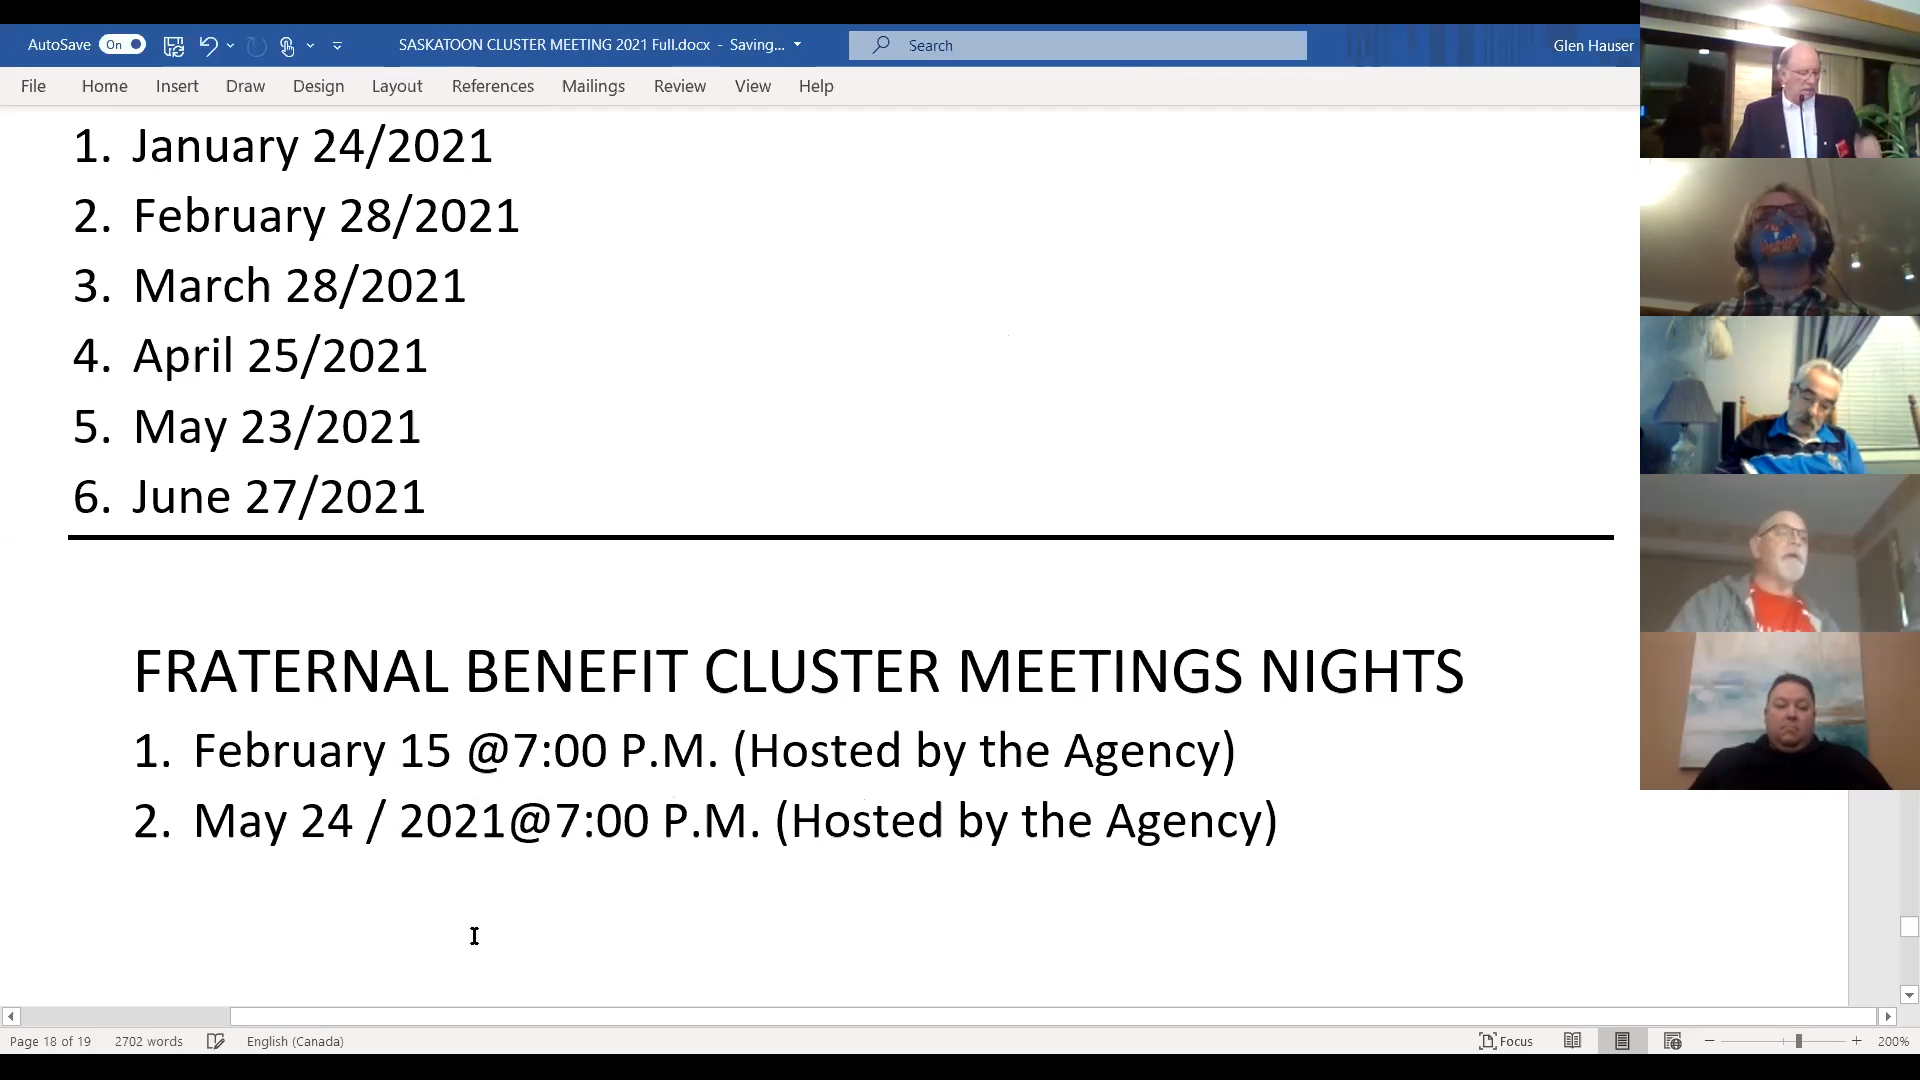 AutoSave On SASKATOON CLUSTER MEETING 2021 Full.docx - Saving... Search Glen Hauser
File Home Insert Draw Design Layout References Mailings Review View Help
1. January 24/2021
2. February 28/2021
3. March 28/2021
4. April 25/2021
5. May 23/2021
6. June 27/2021
FRATERNAL BENEFIT CLUSTER MEETINGS NIGHTS
1. February 15 @7:00 P.M. (Hosted by the Agency)
2. May 24 / 2021@7:00 P.M. (Hosted by the Agency)
Page 18 of 19 2702 words English (Canada) Focus 200%